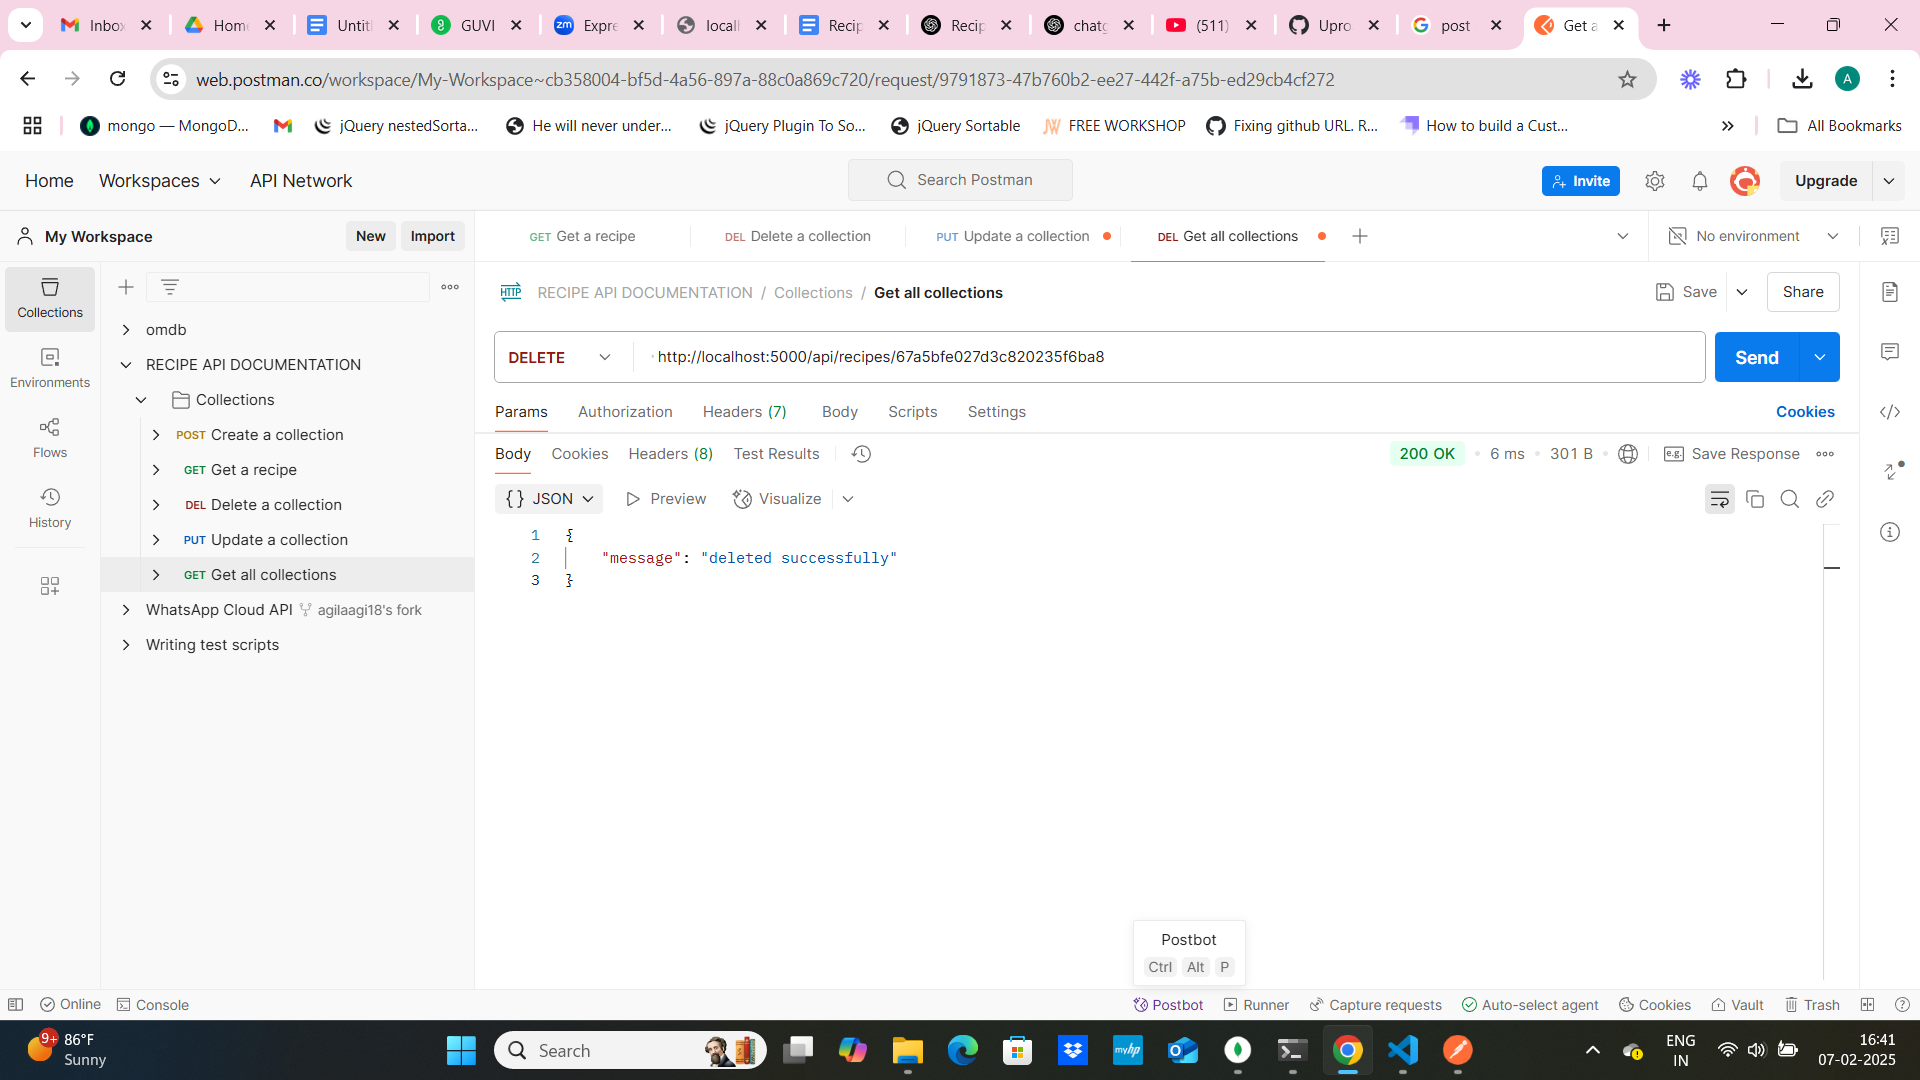 Inbox
Home
Untit
GUVI
Expre
locall
Recip
Recip
chatg
(511)
Upro
post
Get a
web.postman.co/workspace/My-Workspace~cb358004-bf5d-4a56-897a-88c0a869c720/request/9791873-47b760b2-ee27-442f-a75b-ed29cb4cf272
A
mongo — MongoD...
jQuery nestedSorta...
He will never under...
jQuery Plugin To So...
jQuery Sortable
FREE WORKSHOP
Fixing github URL. R...
How to build a Cust...
All Bookmarks
Home
Workspaces
API Network
Search Postman
Invite
Upgrade
My Workspace
New
Import
GET Get a recipe
DEL Delete a collection
PUT Update a collection
DEL Get all collections
No environment
Collections
Environments
Flows
History
omdb
RECIPE API DOCUMENTATION
Collections
POST Create a collection
GET Get a recipe
DEL Delete a collection
PUT Update a collection
GET Get all collections
WhatsApp Cloud API agilaagi18's fork
Writing test scripts
HTTP RECIPE API DOCUMENTATION / Collections / Get all collections
Save
Share
DELETE
http://localhost:5000/api/recipes/67a5bfe027d3c820235f6ba8
Send
Params
Authorization
Headers (7)
Body
Scripts
Settings
Cookies
Body
Cookies
Headers (8)
Test Results
200 OK
6 ms
301 B
e.g. Save Response
{} JSON
Preview
Visualize
1 {
2 "message": "deleted successfully"
3 }
Postbot
Ctrl Alt P
Online
Console
Postbot
Runner
Capture requests
Auto-select agent
Cookies
Vault
Trash
9+
86°F
Sunny
Search
myhp
ENG
IN
16:41
07-02-2025